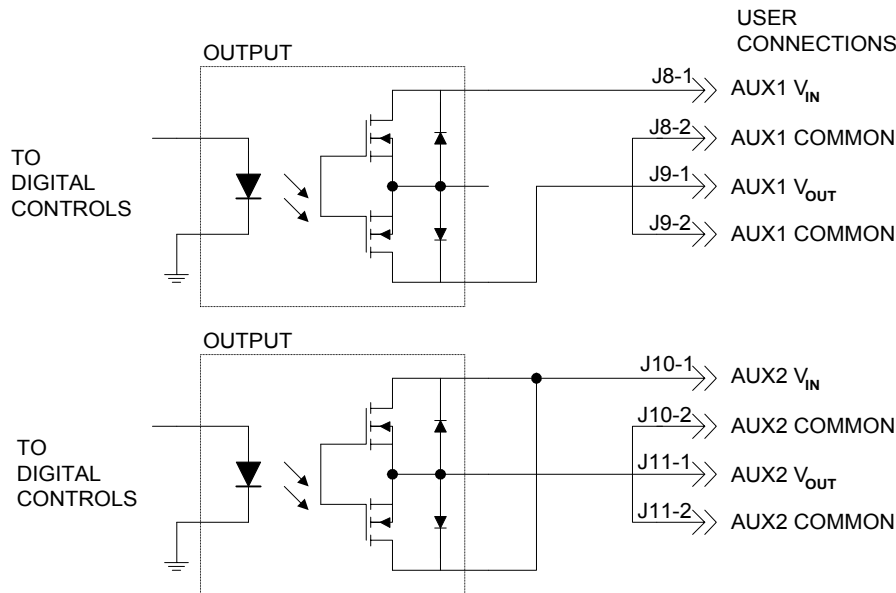 USER
CONNECTIONS
OUTPUT
J8-1
AUX1 VIN
J8-2
AUX1 COMMON
TO
DIGITAL
CONTROLS
J9-1
AUX1 VOUT
J9-2
AUX1 COMMON
OUTPUT
J10-1
AUX2 VIN
J10-2
AUX2 COMMON
TO
DIGITAL
CONTROLS
J11-1
AUX2 VOUT
J11-2
AUX2 COMMON